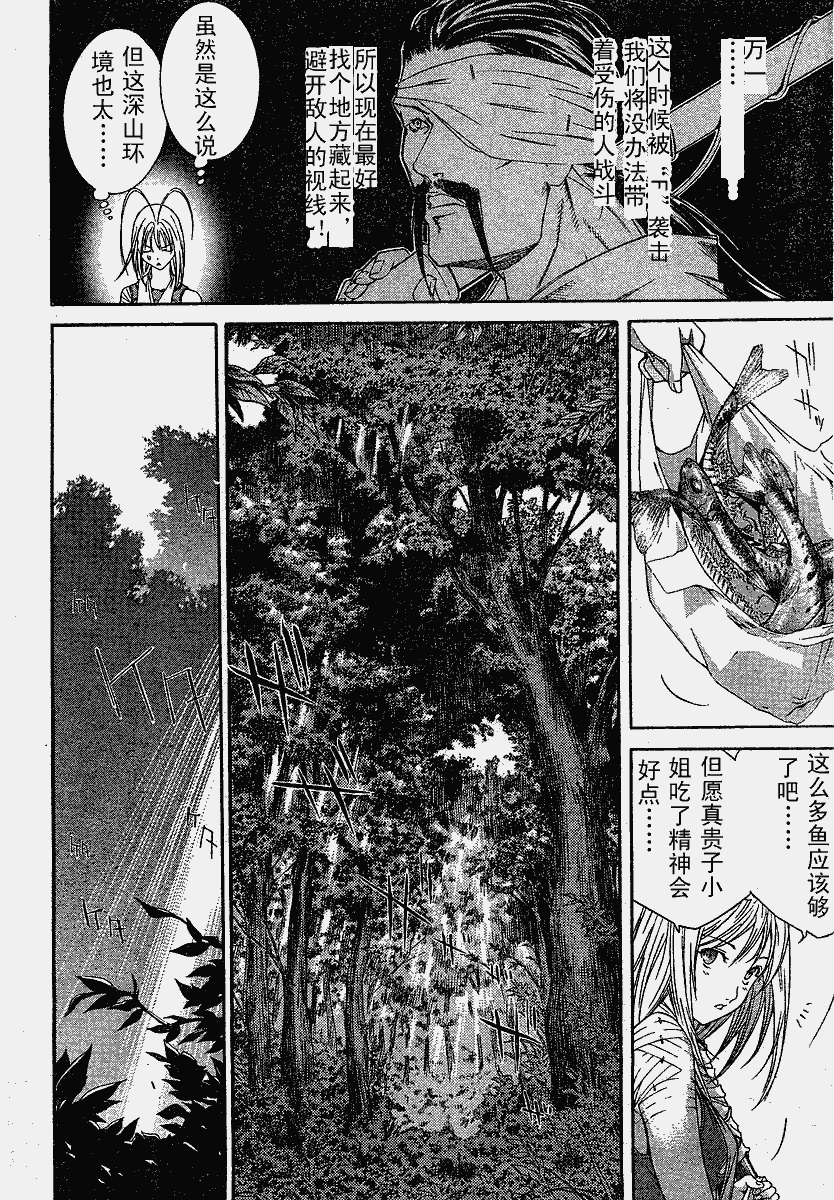 万一
……
这个时候被“F”袭击
我们将没办法带
着受伤的人战斗
所以现在最好
找个地方藏起来，
避开敌人的视线！
虽然是这么说
但这深山环
境也太……
这么多鱼应该够
了吧……
但愿真贵子小
姐吃了精神会
好点……